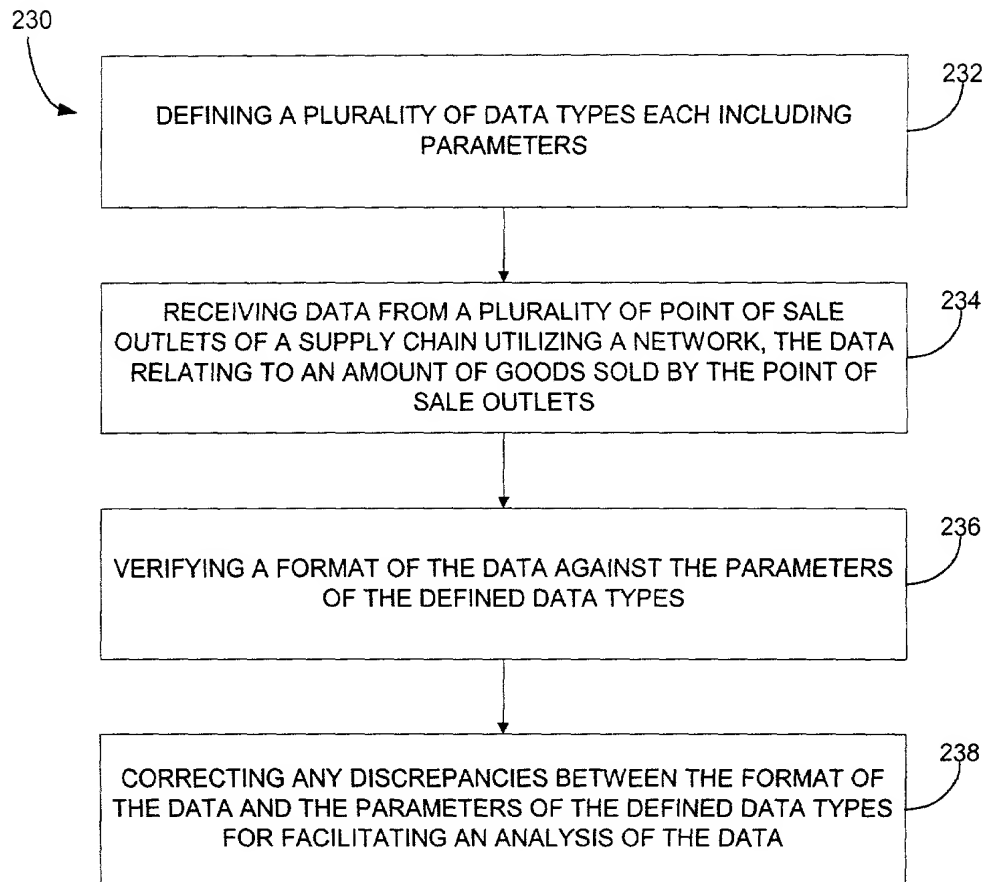 230
232
DEFINING A PLURALITY OF DATA TYPES EACH INCLUDING
PARAMETERS
234
RECEIVING DATA FROM A PLURALITY OF POINT OF SALE
OUTLETS OF A SUPPLY CHAIN UTILIZING A NETWORK, THE DATA
RELATING TO AN AMOUNT OF GOODS SOLD BY THE POINT OF
SALE OUTLETS
236
VERIFYING A FORMAT OF THE DATA AGAINST THE PARAMETERS
OF THE DEFINED DATA TYPES
238
CORRECTING ANY DISCREPANCIES BETWEEN THE FORMAT OF
THE DATA AND THE PARAMETERS OF THE DEFINED DATA TYPES
FOR FACILITATING AN ANALYSIS OF THE DATA